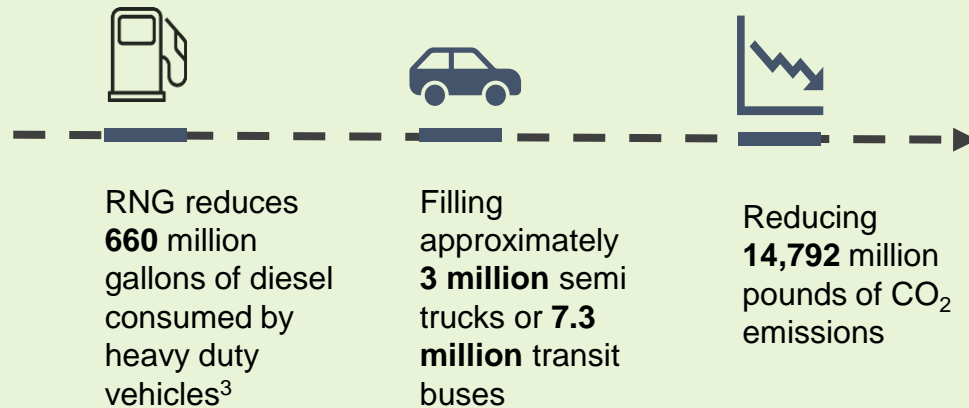 RNG reduces
660 million
gallons of diesel
consumed by
heavy duty
vehicles³
Filling
approximately
3 million semi
trucks or 7.3
million transit
buses
Reducing
14,792 million
pounds of CO₂
emissions